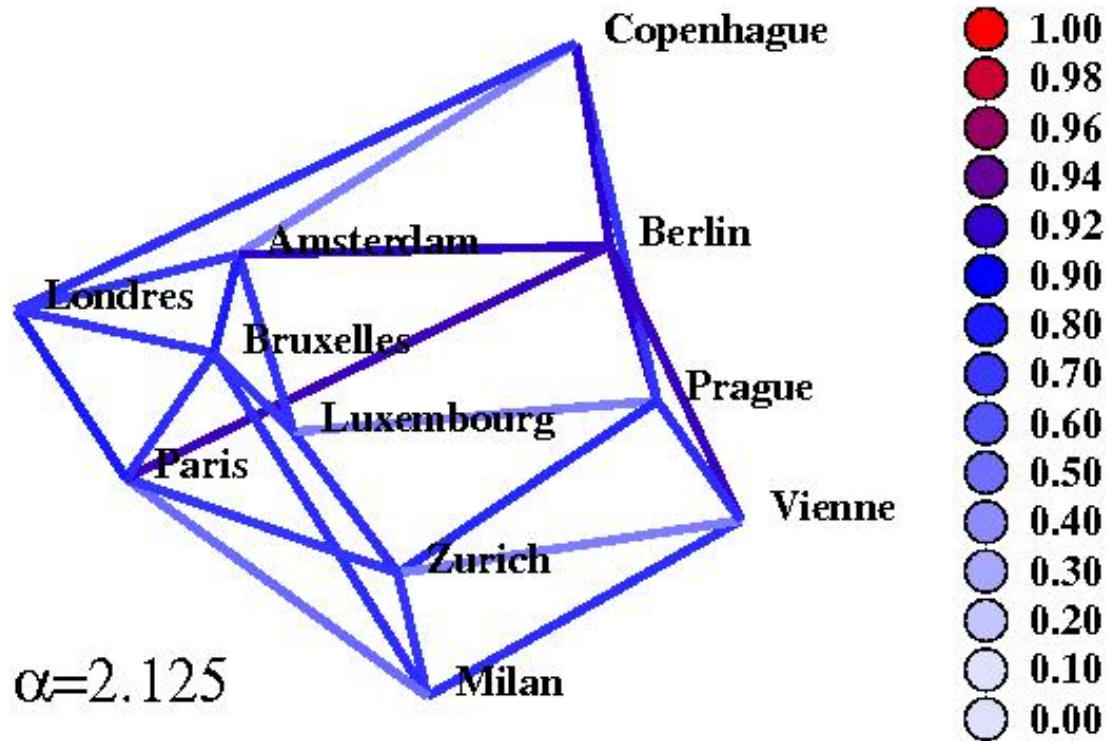 Copenhague
Amsterdam
Berlin
Londres
Bruxelles
Prague
Luxembourg
Paris
Vienne
Zurich
Milan
α=2.125
1.00
0.98
0.96
0.94
0.92
0.90
0.80
0.70
0.60
0.50
0.40
0.30
0.20
0.10
0.00